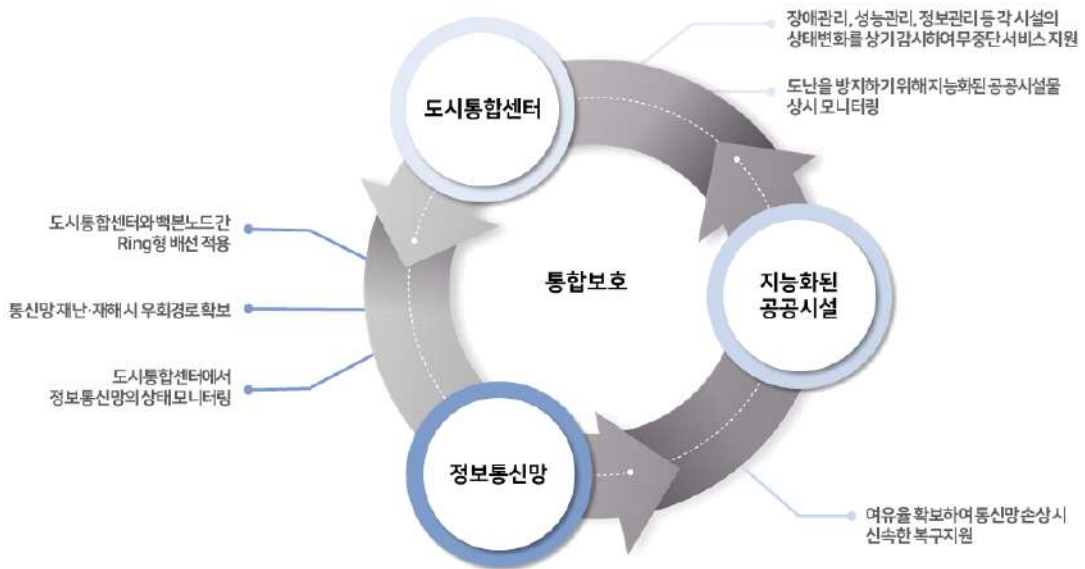 장애관리, 성능관리, 정보관리 등 각 시설의
상태변화를 상기 감시하여 무중단 서비스 지원
도난을 방지하기 위해 지능화된 공공시설물
상시 모니터링
도시통합센터
도시통합센터와 백본노드 간
Ring형 배선 적용
통신망 재난·재해 시 우회경로 확보
도시통합센터에서
정보통신망의 상태 모니터링
통합보호
지능화된
공공시설
정보통신망
여유율 확보하여 통신망 손상 시
신속한 복구지원